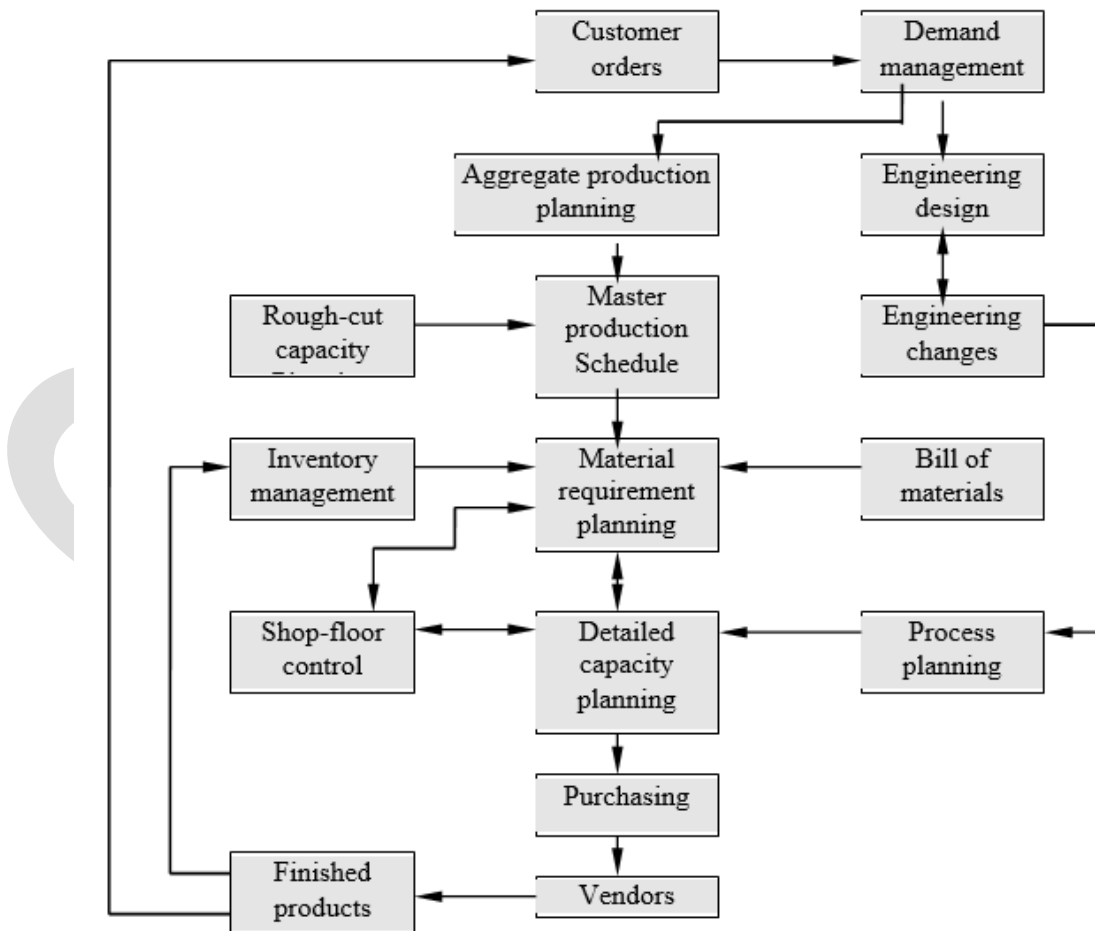 Customer
orders
Demand
management
Aggregate production
planning
Engineering
design
Rough-cut
capacity
Master
production
Schedule
Engineering
changes
Inventory
management
Material
requirement
planning
Bill of
materials
Shop-floor
control
Detailed
capacity
planning
Process
planning
Purchasing
Finished
products
Vendors